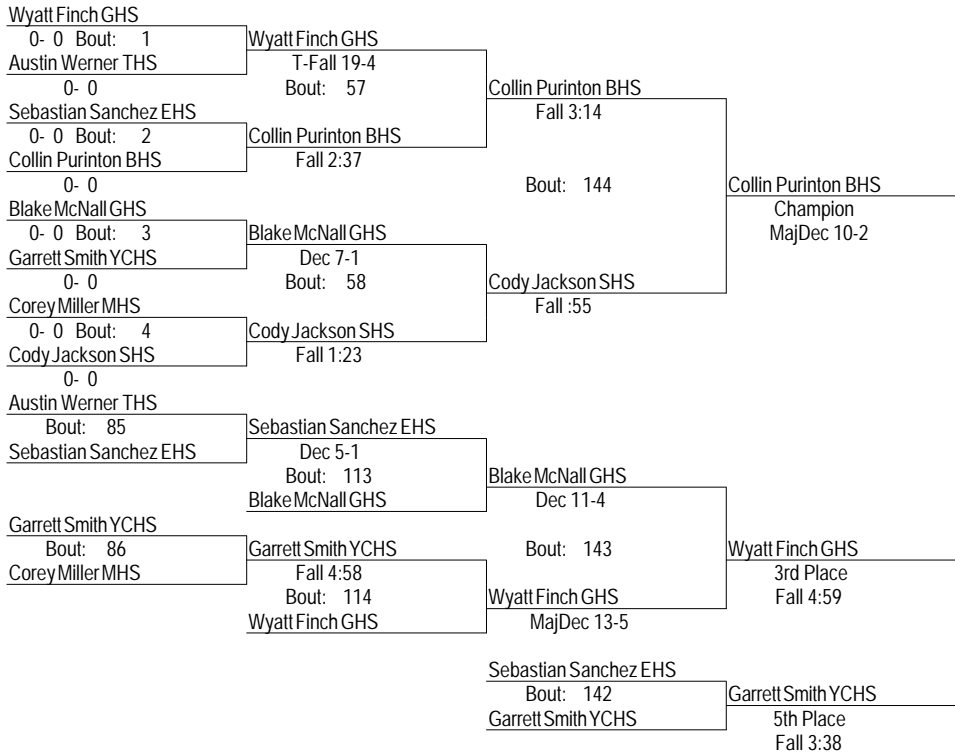 Wyatt Finch GHS
0- 0 Bout: 1
Wyatt Finch GHS
Austin Werner THS
T-Fall 19-4
0- 0
Bout: 57
Collin Purinton BHS
Sebastian Sanchez EHS
Fall 3:14
0- 0 Bout: 2
Collin Purinton BHS
Collin Purinton BHS
Fall 2:37
0- 0
Bout: 144
Collin Purinton BHS
Blake McNall GHS
Champion
0- 0 Bout: 3
Blake McNall GHS
MajDec 10-2
Garrett Smith YCHS
Dec 7-1
0- 0
Bout: 58
Cody Jackson SHS
Corey Miller MHS
Fall :55
0- 0 Bout: 4
Cody Jackson SHS
Cody Jackson SHS
Fall 1:23
0- 0
Austin Werner THS
Bout: 85
Sebastian Sanchez EHS
Sebastian Sanchez EHS
Dec 5-1
Bout: 113
Blake McNall GHS
Blake McNall GHS
Dec 11-4
Garrett Smith YCHS
Bout: 86
Garrett Smith YCHS
Bout: 143
Wyatt Finch GHS
Corey Miller MHS
Fall 4:58
3rd Place
Bout: 114
Wyatt Finch GHS
Fall 4:59
Wyatt Finch GHS
MajDec 13-5
Sebastian Sanchez EHS
Bout: 142
Garrett Smith YCHS
Garrett Smith YCHS
5th Place
Fall 3:38